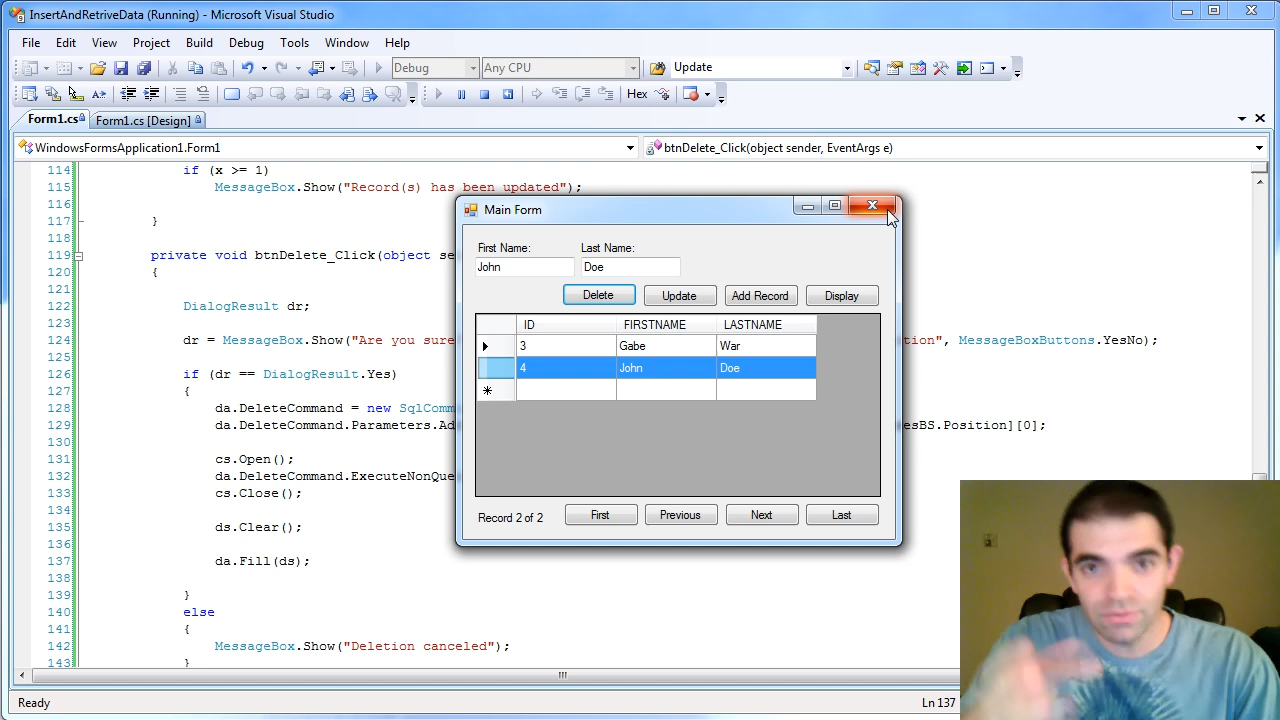 InsertAndRetriveData (Running) - Microsoft Visual Studio
File Edit View Project Build Debug Tools Window Help
Debug Any CPU Update
Hex
Form1.cs Form1.cs [Design]
WindowsFormsApplication1.Form1 btnDelete_Click(object sender, EventArgs e)
114 if (x >= 1)
115 MessageBox.Show("Record(s) has been updated");
116
117 }
118
119 private void btnDelete_Click(object se
120 {
121
122 DialogResult dr;
123
124 dr = MessageBox.Show("Are you sure tion", MessageBoxButtons.YesNo);
125
126 if (dr == DialogResult.Yes)
127 {
128 da.DeleteCommand = new SqlComm
129 da.DeleteCommand.Parameters.Ad esBS.Position][0];
130
131 cs.Open();
132 da.DeleteCommand.ExecuteNonQue
133 cs.Close();
134
135 ds.Clear();
136
137 da.Fill(ds);
138
139 }
140 else
141 {
142 MessageBox.Show("Deletion canceled");
143 }
Main Form
First Name: Last Name:
John Doe
Delete Update Add Record Display
ID FIRSTNAME LASTNAME
3 Gabe War
4 John Doe
Record 2 of 2 First Previous Next Last
Ready Ln 137